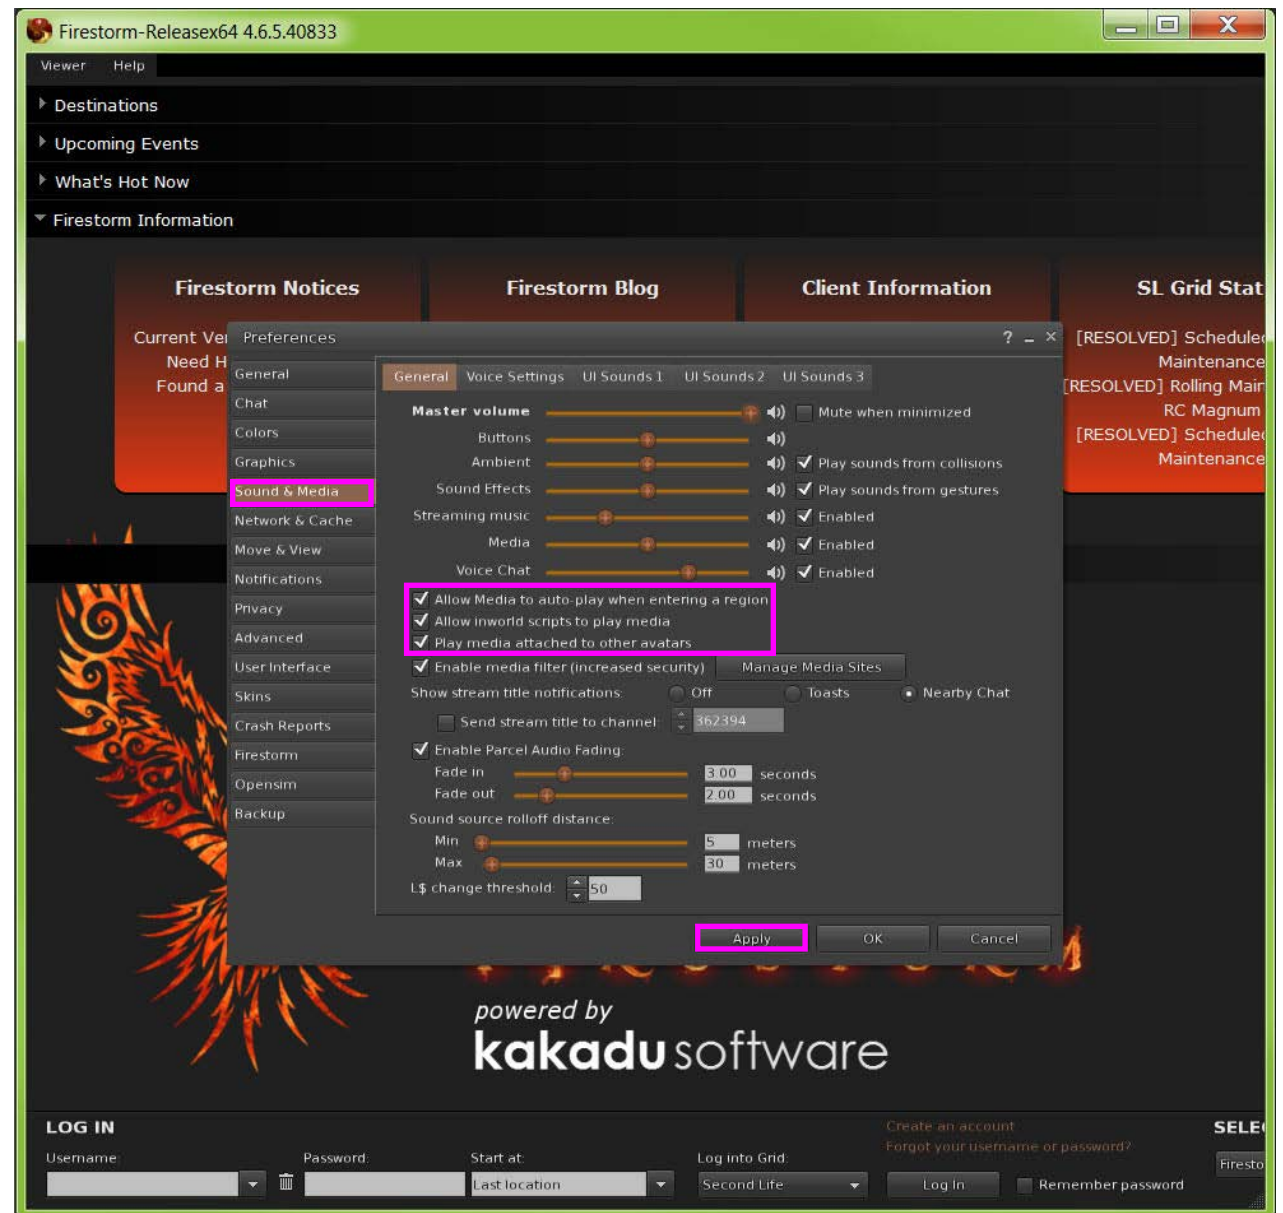 Firestorm-Releasex64 4.6.5.40833
Viewer Help
Destinations
Upcoming Events
What's Hot Now
Firestorm Information
Firestorm Notices
Firestorm Blog
Client Information
SL Grid Stat
Current Ver
Need H
Found a
[RESOLVED] Scheduled
Maintenance
[RESOLVED] Rolling Main
RC Magnum
[RESOLVED] Scheduled
Maintenance
Preferences ? _ ×
General
Chat
Colors
Graphics
Sound & Media
Network & Cache
Move & View
Notifications
Privacy
Advanced
User Interface
Skins
Crash Reports
Firestorm
Opensim
Backup
General Voice Settings UI Sounds 1 UI Sounds 2 UI Sounds 3
Master volume Mute when minimized
Buttons
Ambient Play sounds from collisions
Sound Effects Play sounds from gestures
Streaming music Enabled
Media Enabled
Voice Chat Enabled
Allow Media to auto-play when entering a region
Allow inworld scripts to play media
Play media attached to other avatars
Enable media filter (increased security) Manage Media Sites
Show stream title notifications: Off Toasts Nearby Chat
Send stream title to channel: 362394
Enable Parcel Audio Fading:
Fade in 3.00 seconds
Fade out 2.00 seconds
Sound source rolloff distance:
Min 5 meters
Max 30 meters
L$ change threshold: 50
Apply OK Cancel
powered by
kakadu software
LOG IN
Create an account
Forgot your username or password?
SELE
Username: Password: Start at: Log into Grid:
Last location Second Life Log In Remember password Firesto